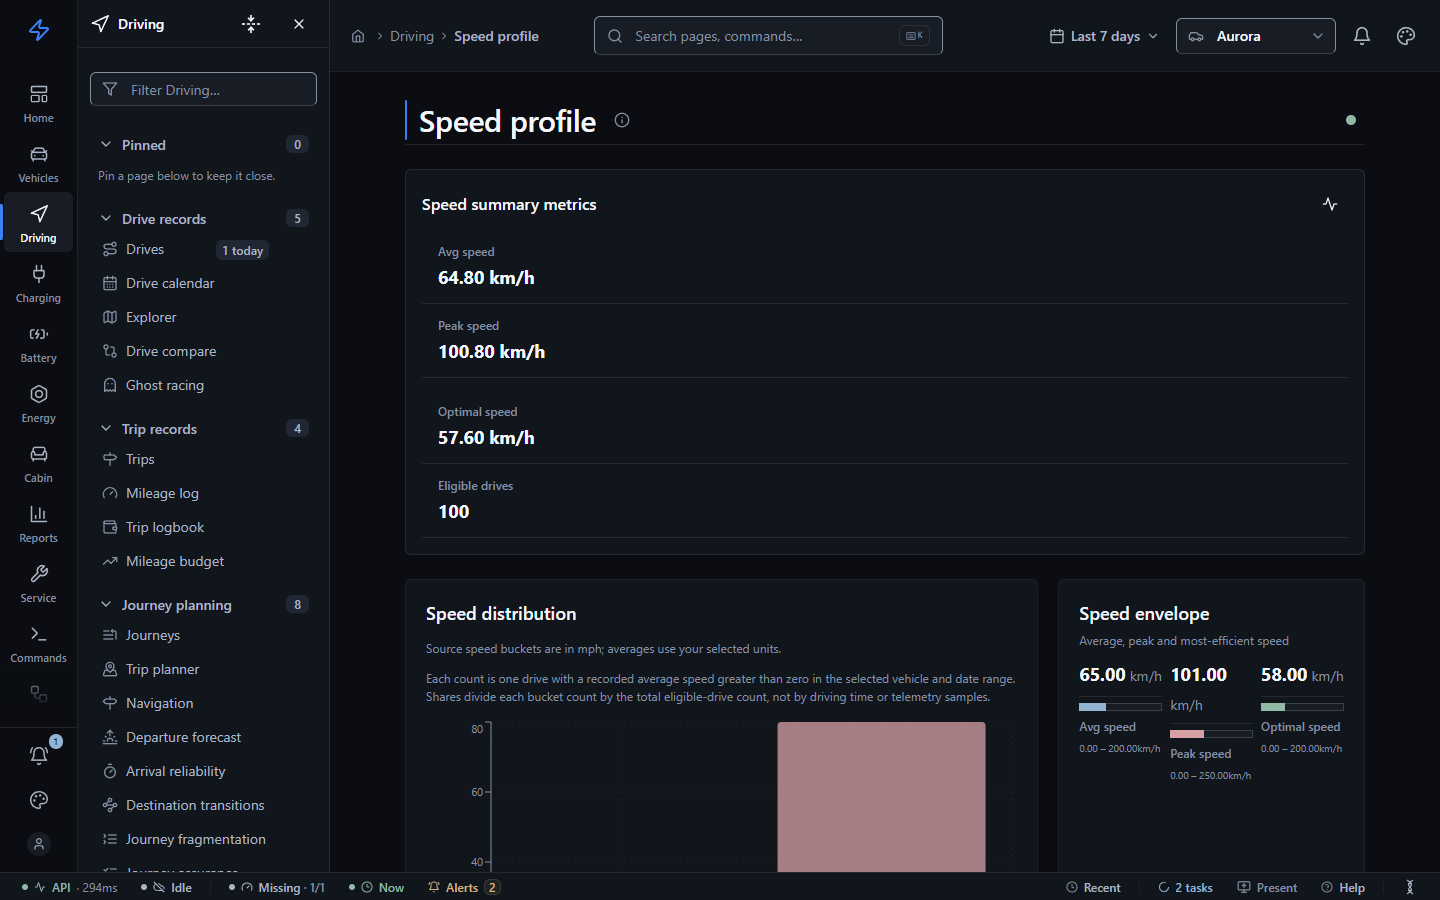 Driving
Driving
Speed profile
Search pages, commands...
K
Last 7 days
Aurora
Home
Vehicles
Driving
Charging
Battery
Energy
Cabin
Reports
Service
Commands
1
Filter Driving...
Pinned
0
Pin a page below to keep it close.
Drive records
5
Drives
1 today
Drive calendar
Explorer
Drive compare
Ghost racing
Trip records
4
Trips
Mileage log
Trip logbook
Mileage budget
Journey planning
8
Journeys
Trip planner
Navigation
Departure forecast
Arrival reliability
Destination transitions
Journey fragmentation
Speed profile
Speed summary metrics
Avg speed
64.80 km/h
Peak speed
100.80 km/h
Optimal speed
57.60 km/h
Eligible drives
100
Speed distribution
Source speed buckets are in mph; averages use your selected units.
Each count is one drive with a recorded average speed greater than zero in the selected vehicle and date range.
Shares divide each bucket count by the total eligible-drive count, not by driving time or telemetry samples.
80
60
40
Speed envelope
Average, peak and most-efficient speed
65.00 km/h
Avg speed
0.00 – 200.00km/h
101.00
km/h
Peak speed
0.00 – 250.00km/h
58.00 km/h
Optimal speed
0.00 – 200.00km/h
API · 294ms
Idle
Missing · 1/1
Now
Alerts 2
Recent
2 tasks
Present
Help